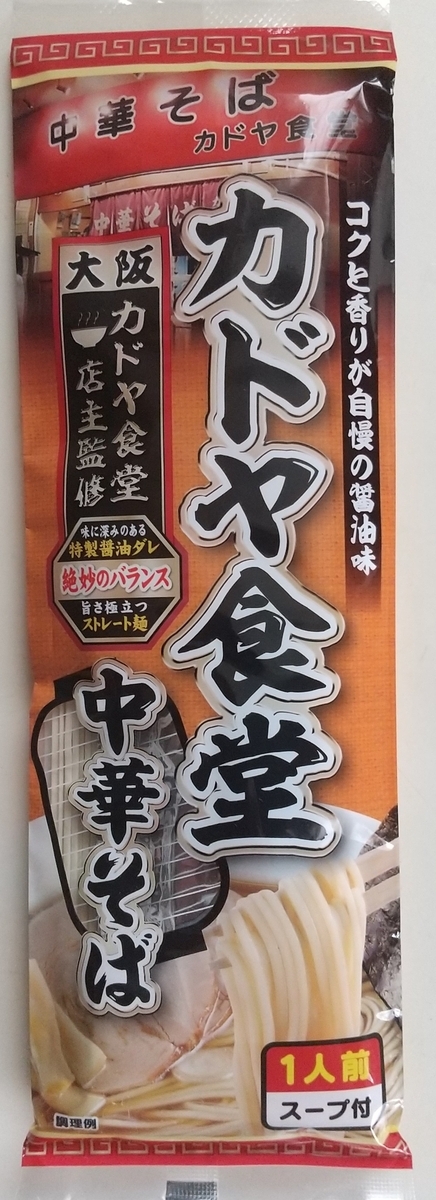 中華そば
カドヤ食堂
中華そば
コクと香りが自慢の醤油味
カドヤ食堂
大阪
カドヤ食堂
店主監修
味に深みのある
特製醤油ダレ
絶妙のバランス
旨さ極立つ
ストレート麺
中華そば
1人前
スープ付
調理例